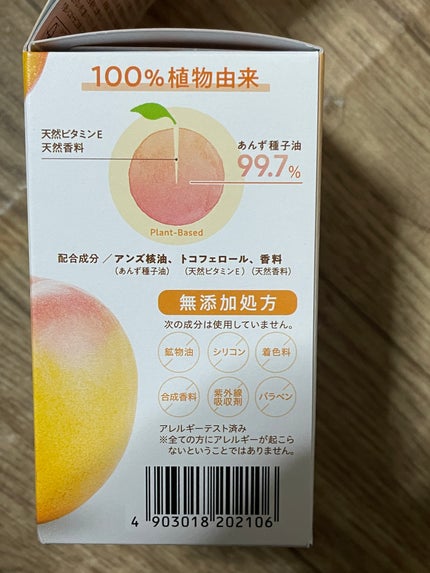 100%植物由来
天然ビタミンE
天然香料
あんず種子油
99.7%
Plant-Based
配合成分／アンズ核油、トコフェロール、香料
(あんず種子油) (天然ビタミンE) (天然香料)
無添加処方
次の成分は使用していません。
鉱物油 シリコン 着色料
合成香料 紫外線吸収剤 パラベン
アレルギーテスト済み
※全ての方にアレルギーが起こら
ないということではありません。
4 903018 202106